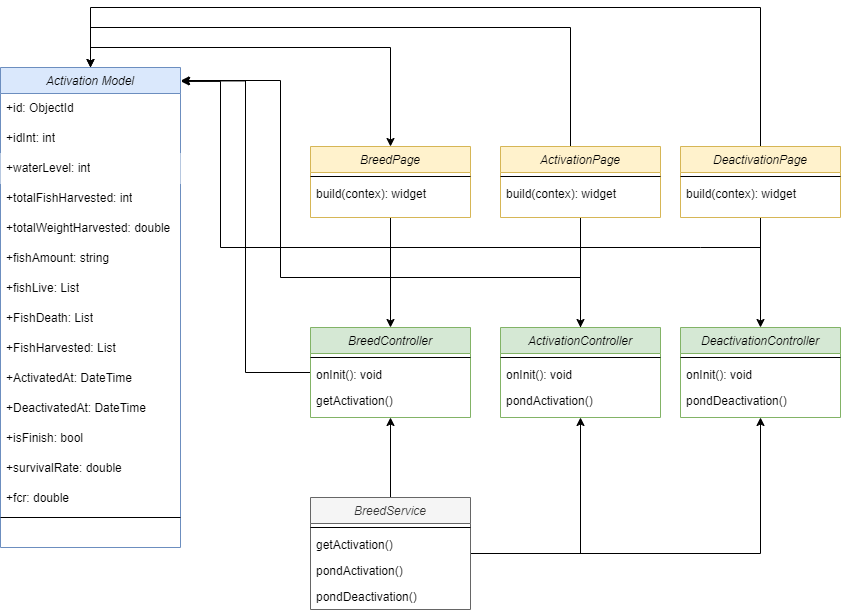 Activation Model
+id: ObjectId
+idInt: int
+waterLevel: int
+totalFishHarvested: int
+totalWeightHarvested: double
+fishAmount: string
+fishLive: List
+FishDeath: List
+FishHarvested: List
+ActivatedAt: DateTime
+DeactivatedAt: DateTime
+isFinish: bool
+survivalRate: double
+fcr: double
BreedPage
build(contex): widget
ActivationPage
build(contex): widget
DeactivationPage
build(contex): widget
BreedController
onInit(): void
getActivation()
ActivationController
onInit(): void
pondActivation()
DeactivationController
onInit(): void
pondDeactivation()
BreedService
getActivation()
pondActivation()
pondDeactivation()